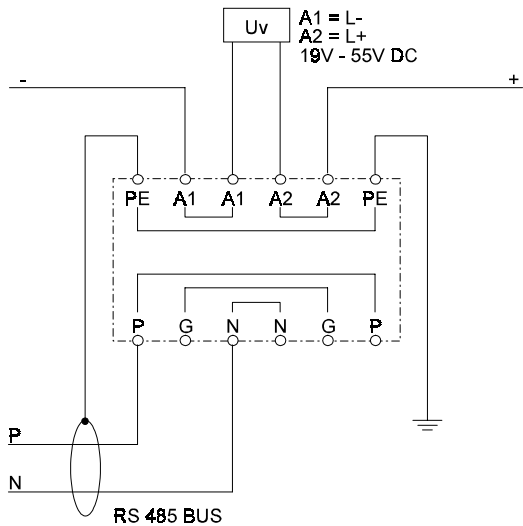 Uv
A1 = L-
A2 = L+
19V - 55V DC
- +
PE A1 A1 A2 A2 PE
P G N N G P
P
N
RS 485 BUS